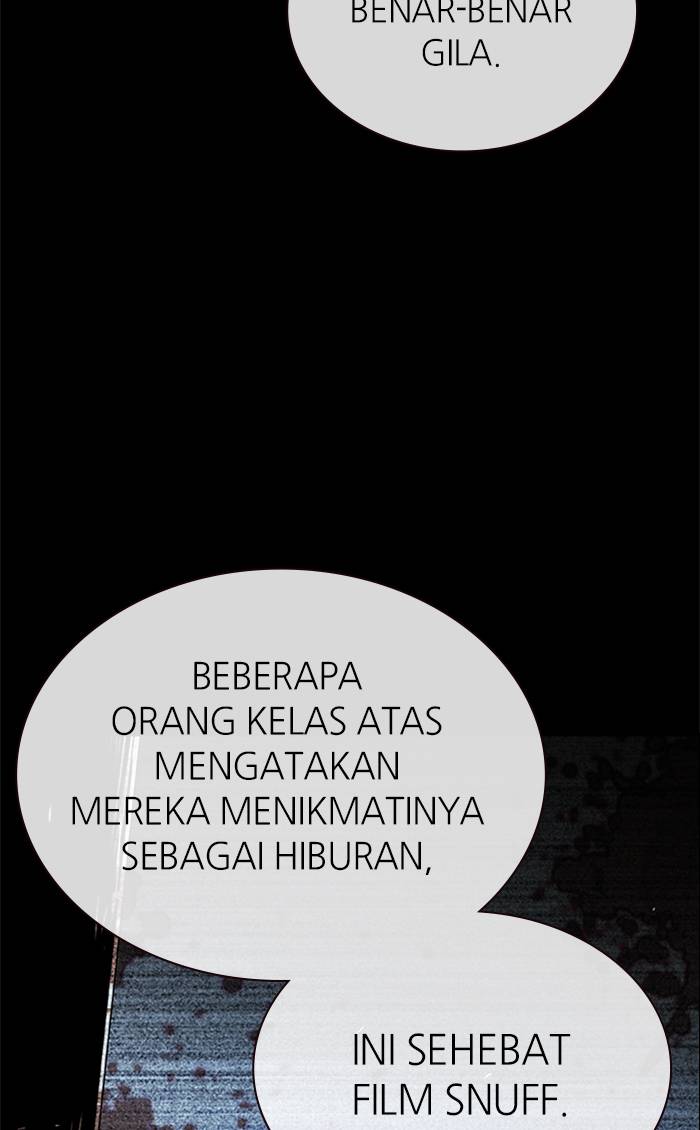 BENAR-BENAR
GILA.
BEBERAPA
ORANG KELAS ATAS
MENGATAKAN
MEREKA MENIKMATINYA
SEBAGAI HIBURAN,
INI SEHEBAT
FILM SNUFF.